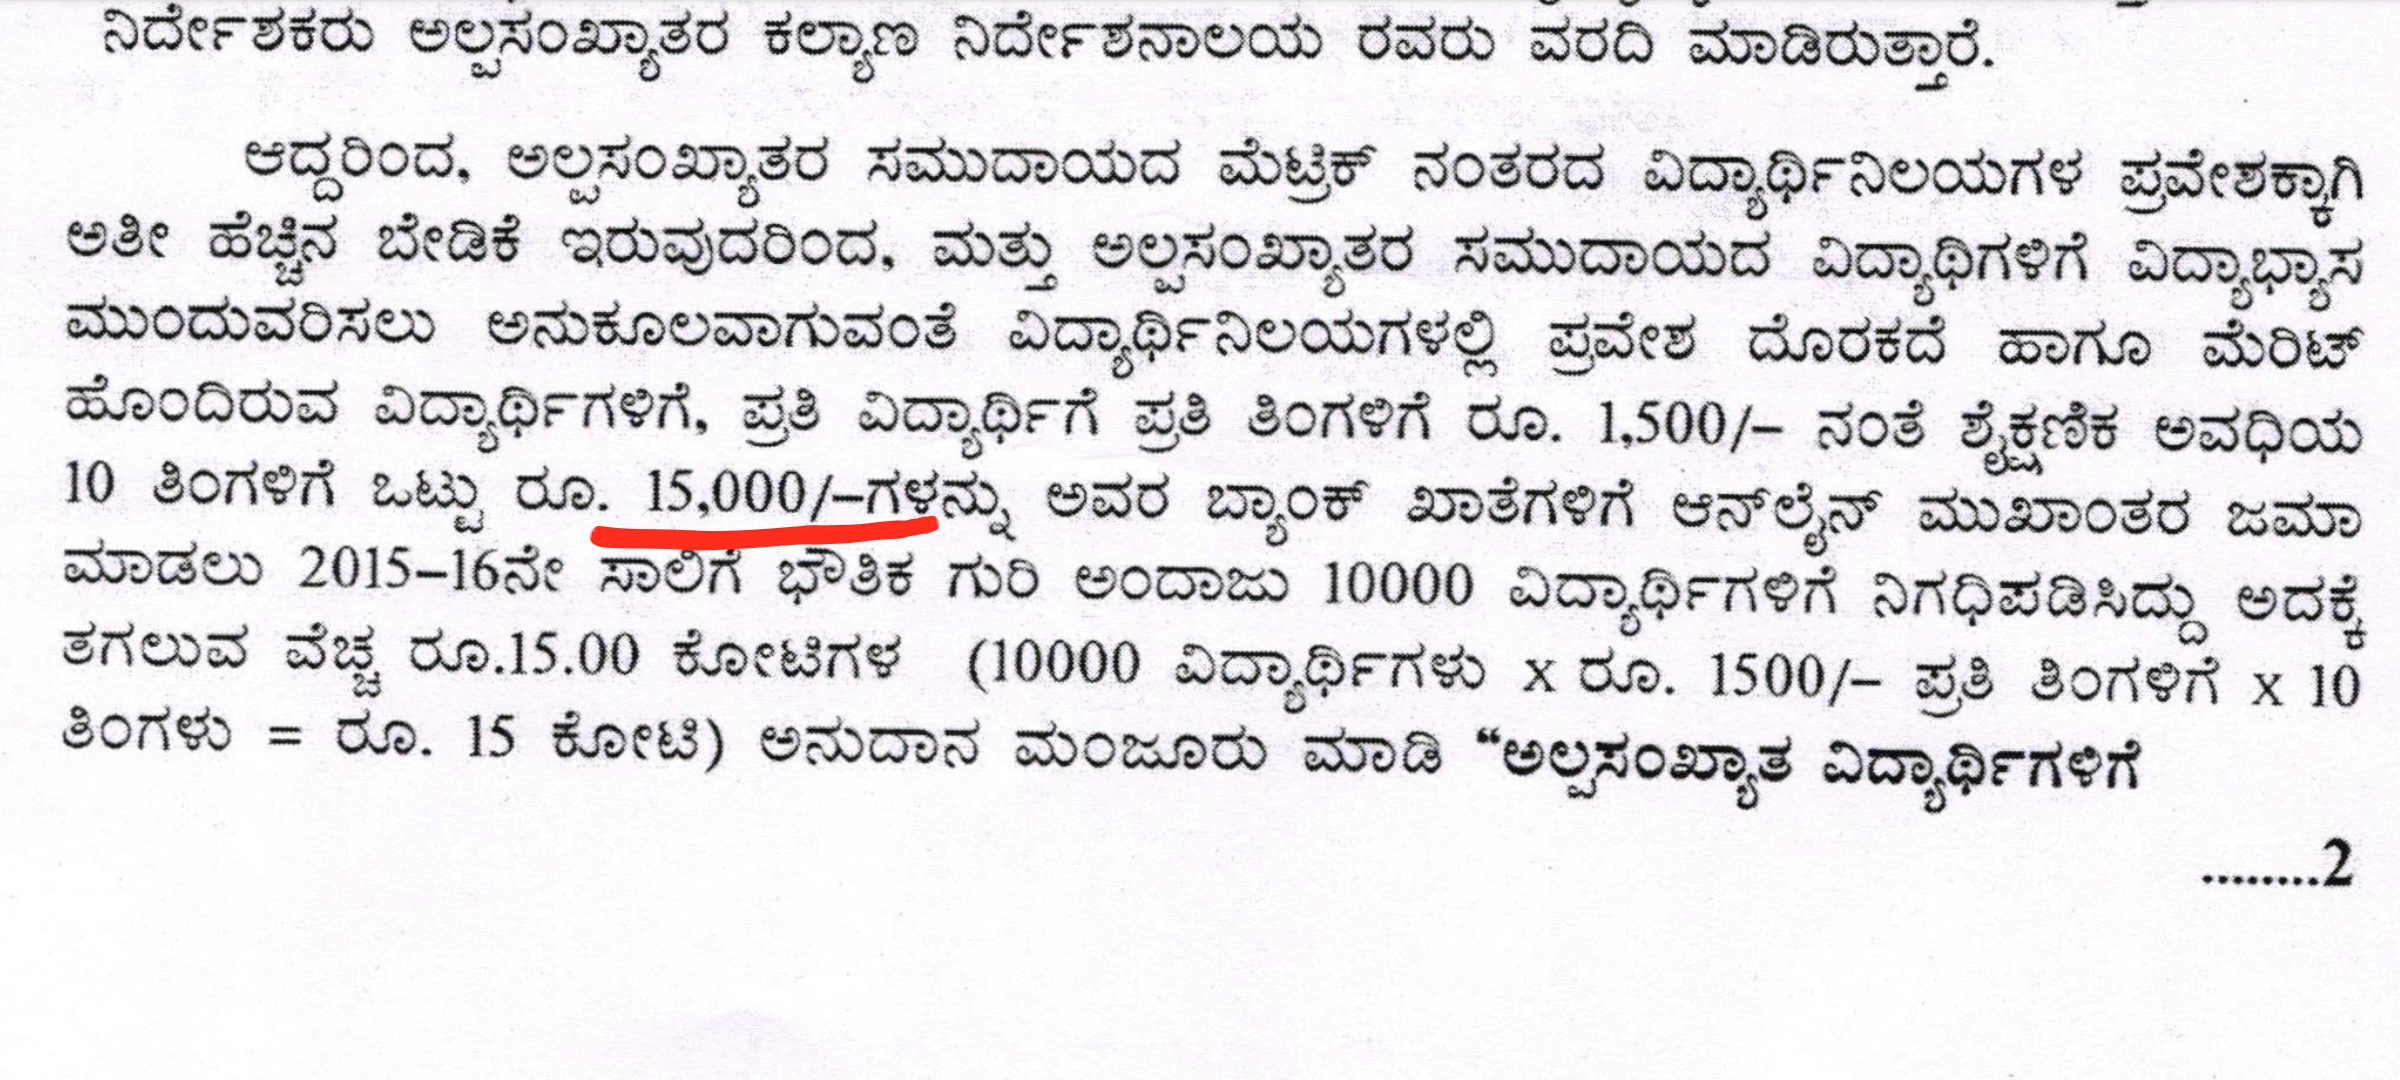 ನಿರ್ದೇಶಕರು ಅಲ್ಪಸಂಖ್ಯಾತರ ಕಲ್ಯಾಣ ನಿರ್ದೇಶನಾಲಯ ರವರು ವರದಿ ಮಾಡಿರುತ್ತಾರೆ.
ಆದ್ದರಿಂದ, ಅಲ್ಪಸಂಖ್ಯಾತರ ಸಮುದಾಯದ ಮೆಟ್ರಿಕ್ ನಂತರದ ವಿದ್ಯಾರ್ಥಿನಿಲಯಗಳ ಪ್ರವೇಶಕ್ಕಾಗಿ
ಅತೀ ಹೆಚ್ಚಿನ ಬೇಡಿಕೆ ಇರುವುದರಿಂದ, ಮತ್ತು ಅಲ್ಪಸಂಖ್ಯಾತರ ಸಮುದಾಯದ ವಿದ್ಯಾಥಿಗಳಿಗೆ ವಿದ್ಯಾಭ್ಯಾಸ
ಮುಂದುವರಿಸಲು ಅನುಕೂಲವಾಗುವಂತೆ ವಿದ್ಯಾರ್ಥಿನಿಲಯಗಳಲ್ಲಿ ಪ್ರವೇಶ ದೊರಕದೆ ಹಾಗೂ ಮೆರಿಟ್
ಹೊಂದಿರುವ ವಿದ್ಯಾರ್ಥಿಗಳಿಗೆ, ಪ್ರತಿ ವಿದ್ಯಾರ್ಥಿಗೆ ಪ್ರತಿ ತಿಂಗಳಿಗೆ ರೂ. 1,500/– ನಂತೆ ಶೈಕ್ಷಣಿಕ ಅವಧಿಯ
10 ತಿಂಗಳಿಗೆ ಒಟ್ಟು ರೂ. 15,000/–ಗಳನ್ನು ಅವರ ಬ್ಯಾಂಕ್ ಖಾತೆಗಳಿಗೆ ಆನ್‌ಲೈನ್ ಮುಖಾಂತರ ಜಮಾ
ಮಾಡಲು 2015–16ನೇ ಸಾಲಿಗೆ ಭೌತಿಕ ಗುರಿ ಅಂದಾಜು 10000 ವಿದ್ಯಾರ್ಥಿಗಳಿಗೆ ನಿಗಧಿಪಡಿಸಿದ್ದು ಅದಕ್ಕೆ
ತಗಲುವ ವೆಚ್ಚ ರೂ.15.00 ಕೋಟಿಗಳ (10000 ವಿದ್ಯಾರ್ಥಿಗಳು x ರೂ. 1500/– ಪ್ರತಿ ತಿಂಗಳಿಗೆ x 10
ತಿಂಗಳು = ರೂ. 15 ಕೋಟಿ) ಅನುದಾನ ಮಂಜೂರು ಮಾಡಿ “ಅಲ್ಪಸಂಖ್ಯಾತ ವಿದ್ಯಾರ್ಥಿಗಳಿಗೆ
.........2